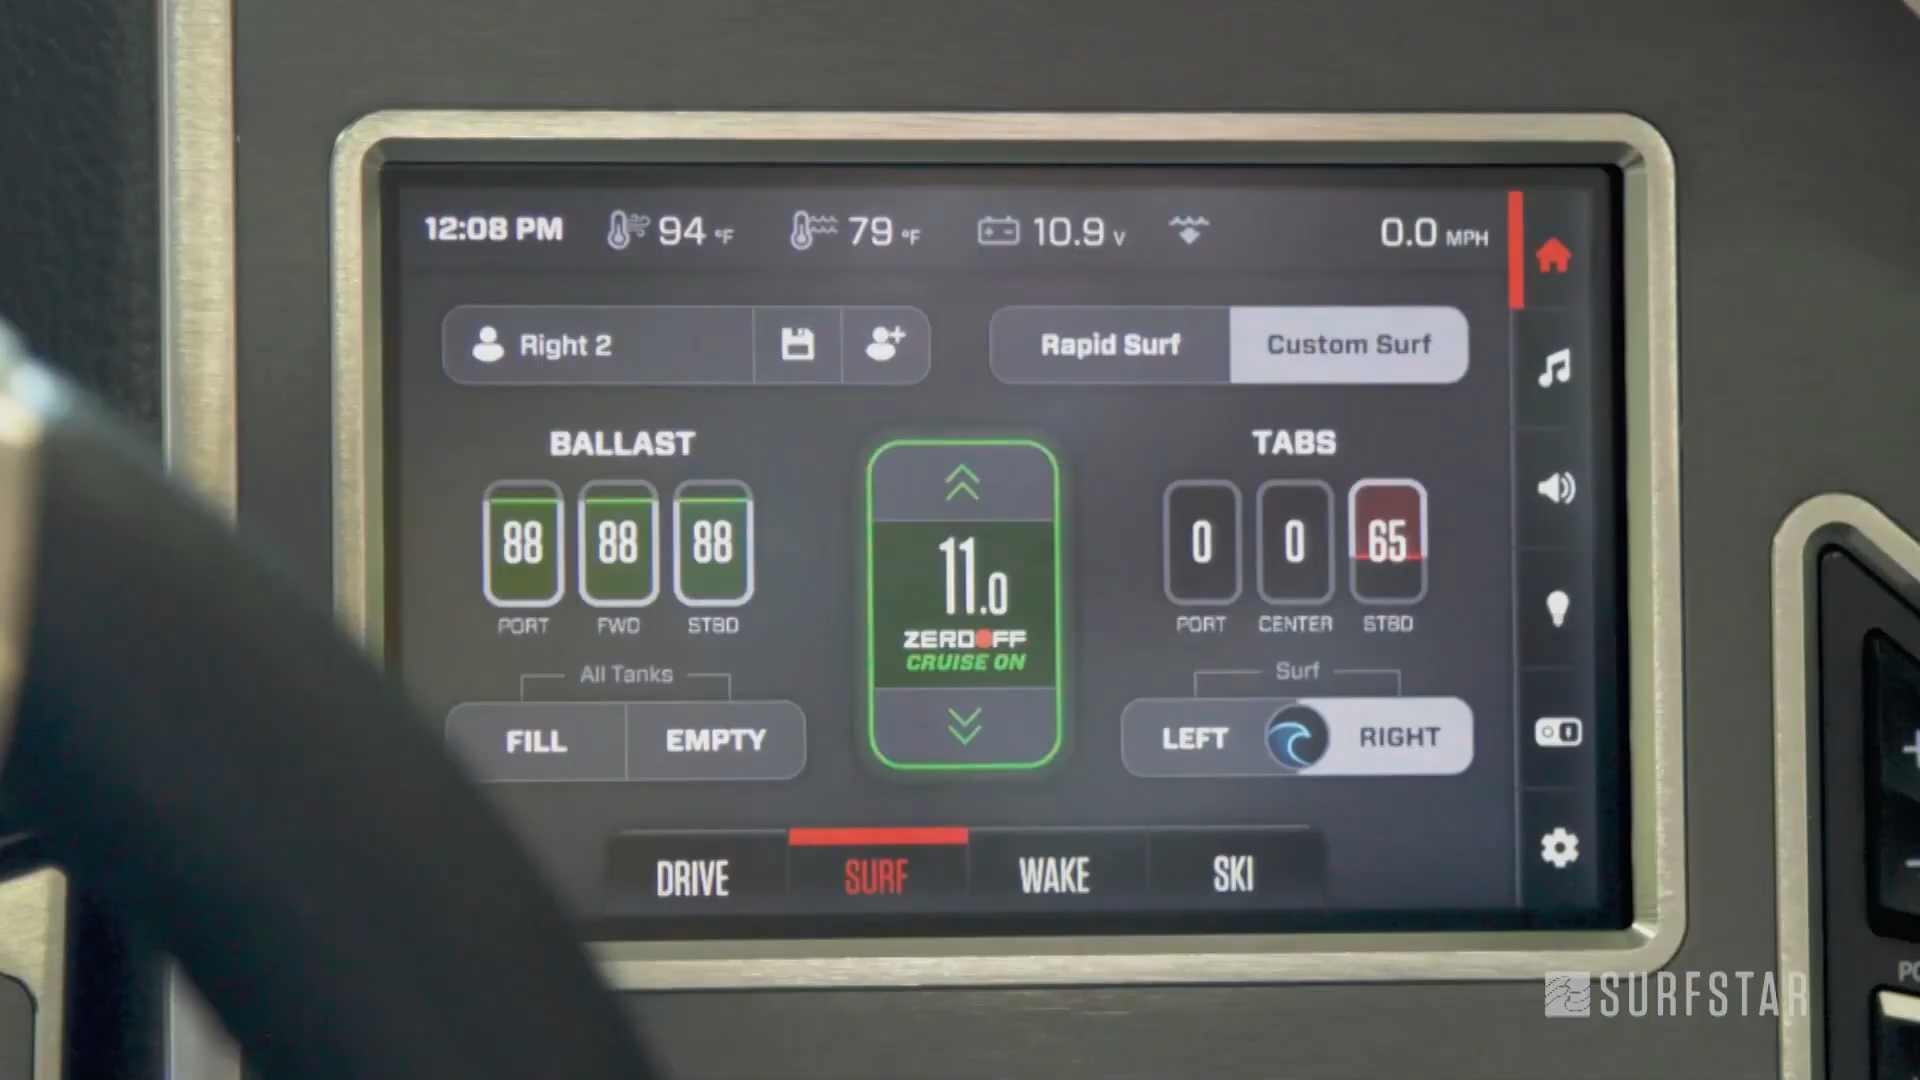 12:08 PM 94 °F 79 °F 10.9 V 0.0 MPH
Right 2 Rapid Surf Custom Surf
BALLAST TABS
88 88 88 11.0 0 0 65
PORT FWD STBD ZEROOFF PORT CENTER STBD
CRUISE ON
All Tanks Surf
FILL EMPTY LEFT RIGHT
DRIVE SURF WAKE SKI
SURFSTAR